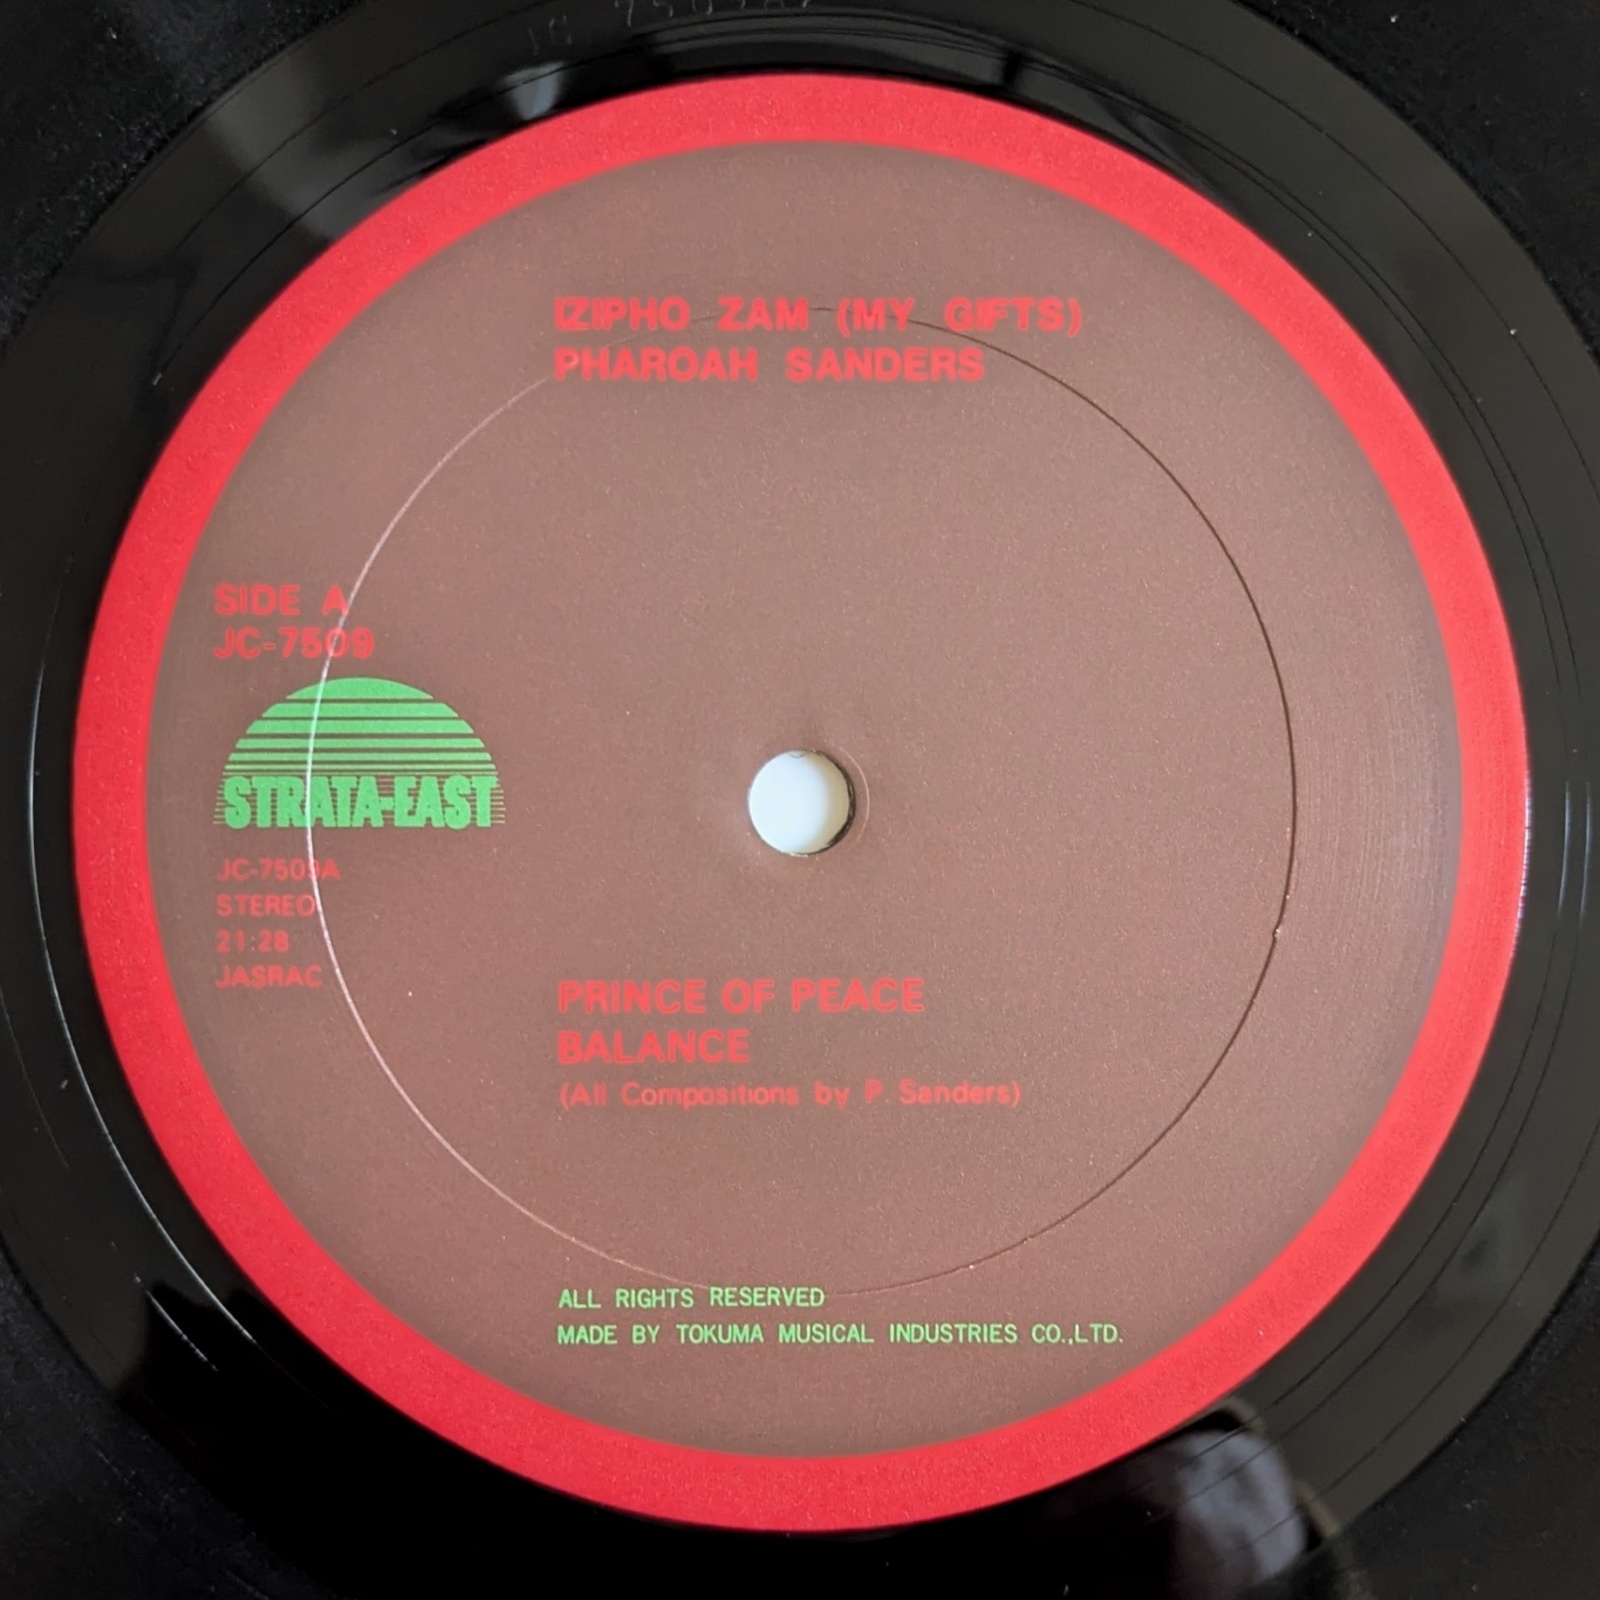 IZIPHO ZAM (MY GIFTS)
PHAROAH SANDERS
SIDE A
JC-7509
STRATA-EAST
JC-7509A
STEREO
21:28
JASRAC
PRINCE OF PEACE
BALANCE
(All Compositions by P. Sanders)
ALL RIGHTS RESERVED
MADE BY TOKUMA MUSICAL INDUSTRIES CO.,LTD.